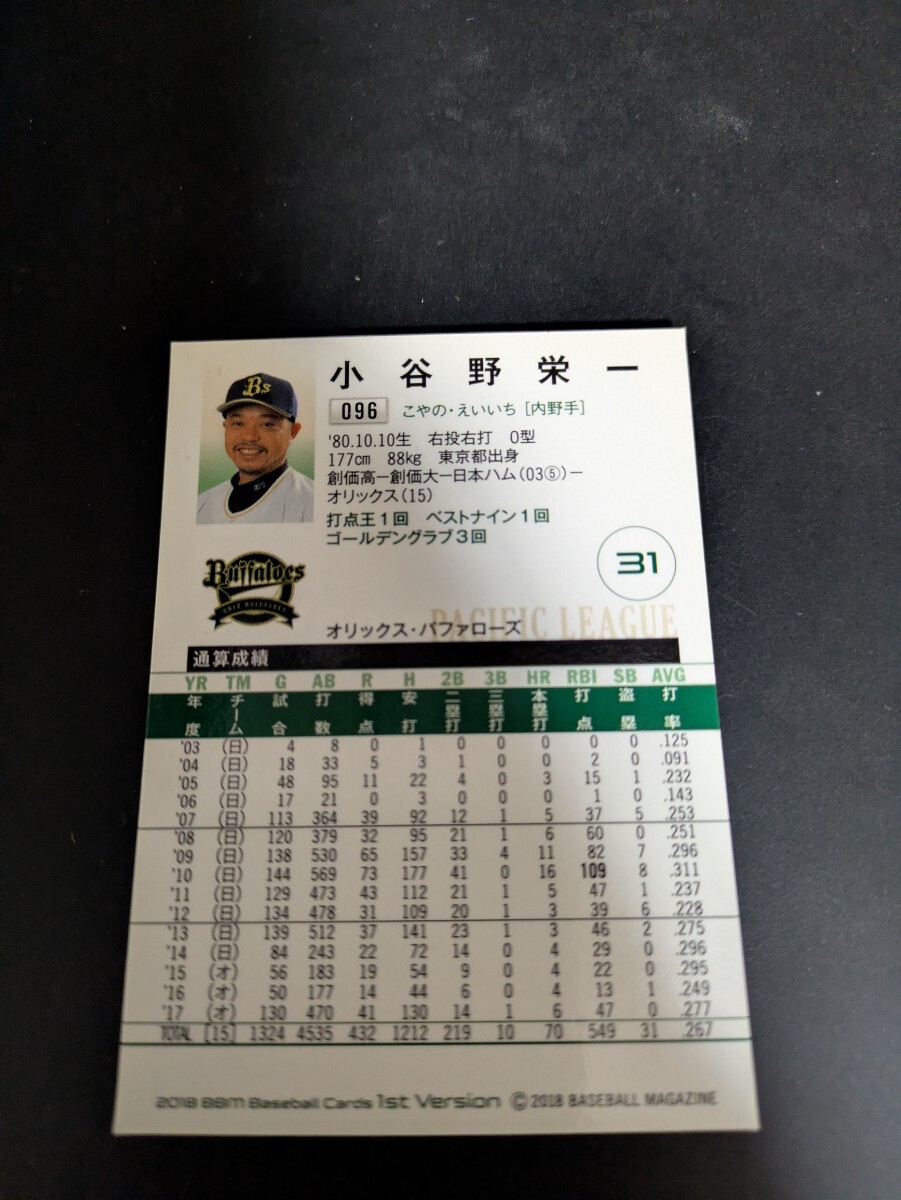 小谷野栄一
096 こやの・えいいち [内野手]
'80.10.10生 右投右打 O型
177cm 88kg 東京都出身
創価高ー創価大ー日本ハム(03⑤)ー
オリックス(15)
打点王1回 ベストナイン1回
ゴールデングラブ3回
31
Bs
Buffaloes
ORIX BUFFALOES
PACIFIC LEAGUE
オリックス・バファローズ
通算成績
YR TM G AB R H 2B 3B HR RBI SB AVG
年度 チーム 試合 打数 得点 安打 二塁打 三塁打 本塁打 打点 盗塁 打率
'03 (日) 4 8 0 1 0 0 0 0 0 .125
'04 (日) 18 33 5 3 1 0 0 2 0 .091
'05 (日) 48 95 11 22 4 0 3 15 1 .232
'06 (日) 17 21 0 3 0 0 0 1 0 .143
'07 (日) 113 364 39 92 12 1 5 37 5 .253
'08 (日) 120 379 32 95 21 1 6 60 0 .251
'09 (日) 138 530 65 157 33 4 11 82 7 .296
'10 (日) 144 569 73 177 41 0 16 109 8 .311
'11 (日) 129 473 43 112 21 1 5 47 1 .237
'12 (日) 134 478 31 109 20 1 3 39 6 .228
'13 (日) 139 512 37 141 23 1 3 46 2 .275
'14 (日) 84 243 22 72 14 0 4 29 0 .296
'15 (オ) 56 183 19 54 9 0 4 22 0 .295
'16 (オ) 50 177 14 44 6 0 4 13 1 .249
'17 (オ) 130 470 41 130 14 1 6 47 0 .277
TOTAL [15] 1324 4535 432 1212 219 10 70 549 31 .267
2018 BBM Baseball Cards 1st Version © 2018 BASEBALL MAGAZINE